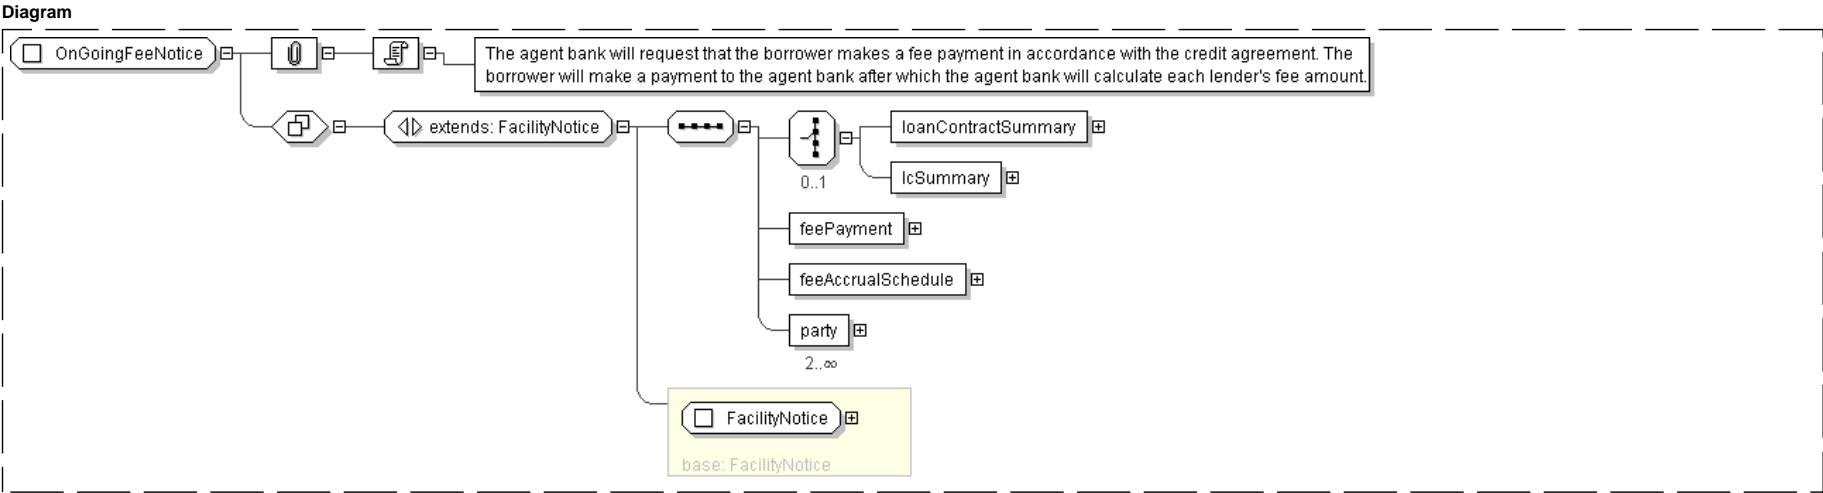 Diagram
OnGoingFeeNotice
The agent bank will request that the borrower makes a fee payment in accordance with the credit agreement. The
borrower will make a payment to the agent bank after which the agent bank will calculate each lender's fee amount.
extends: FacilityNotice
loanContractSummary
0..1
lcSummary
feePayment
feeAccrualSchedule
party
2..∞
FacilityNotice
base: FacilityNotice